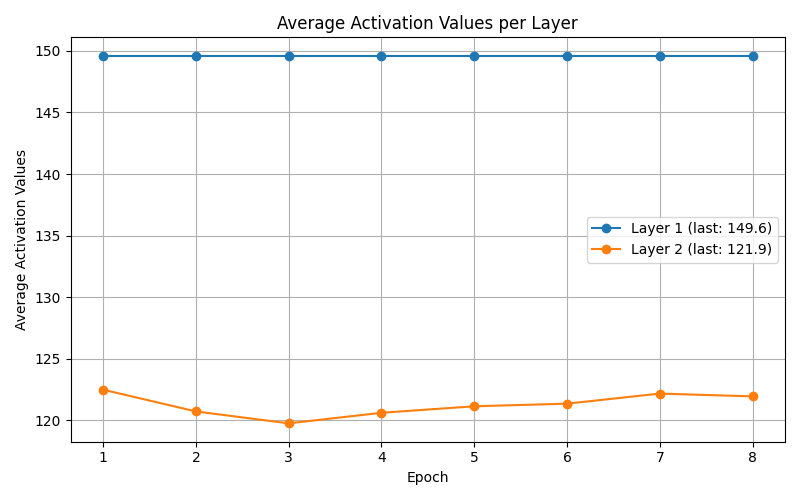 Average Activation Values per Layer
Average Activation Values
150
145
140
135
130
125
120
Layer 1 (last: 149.6)
Layer 2 (last: 121.9)
1 2 3 4 5 6 7 8
Epoch